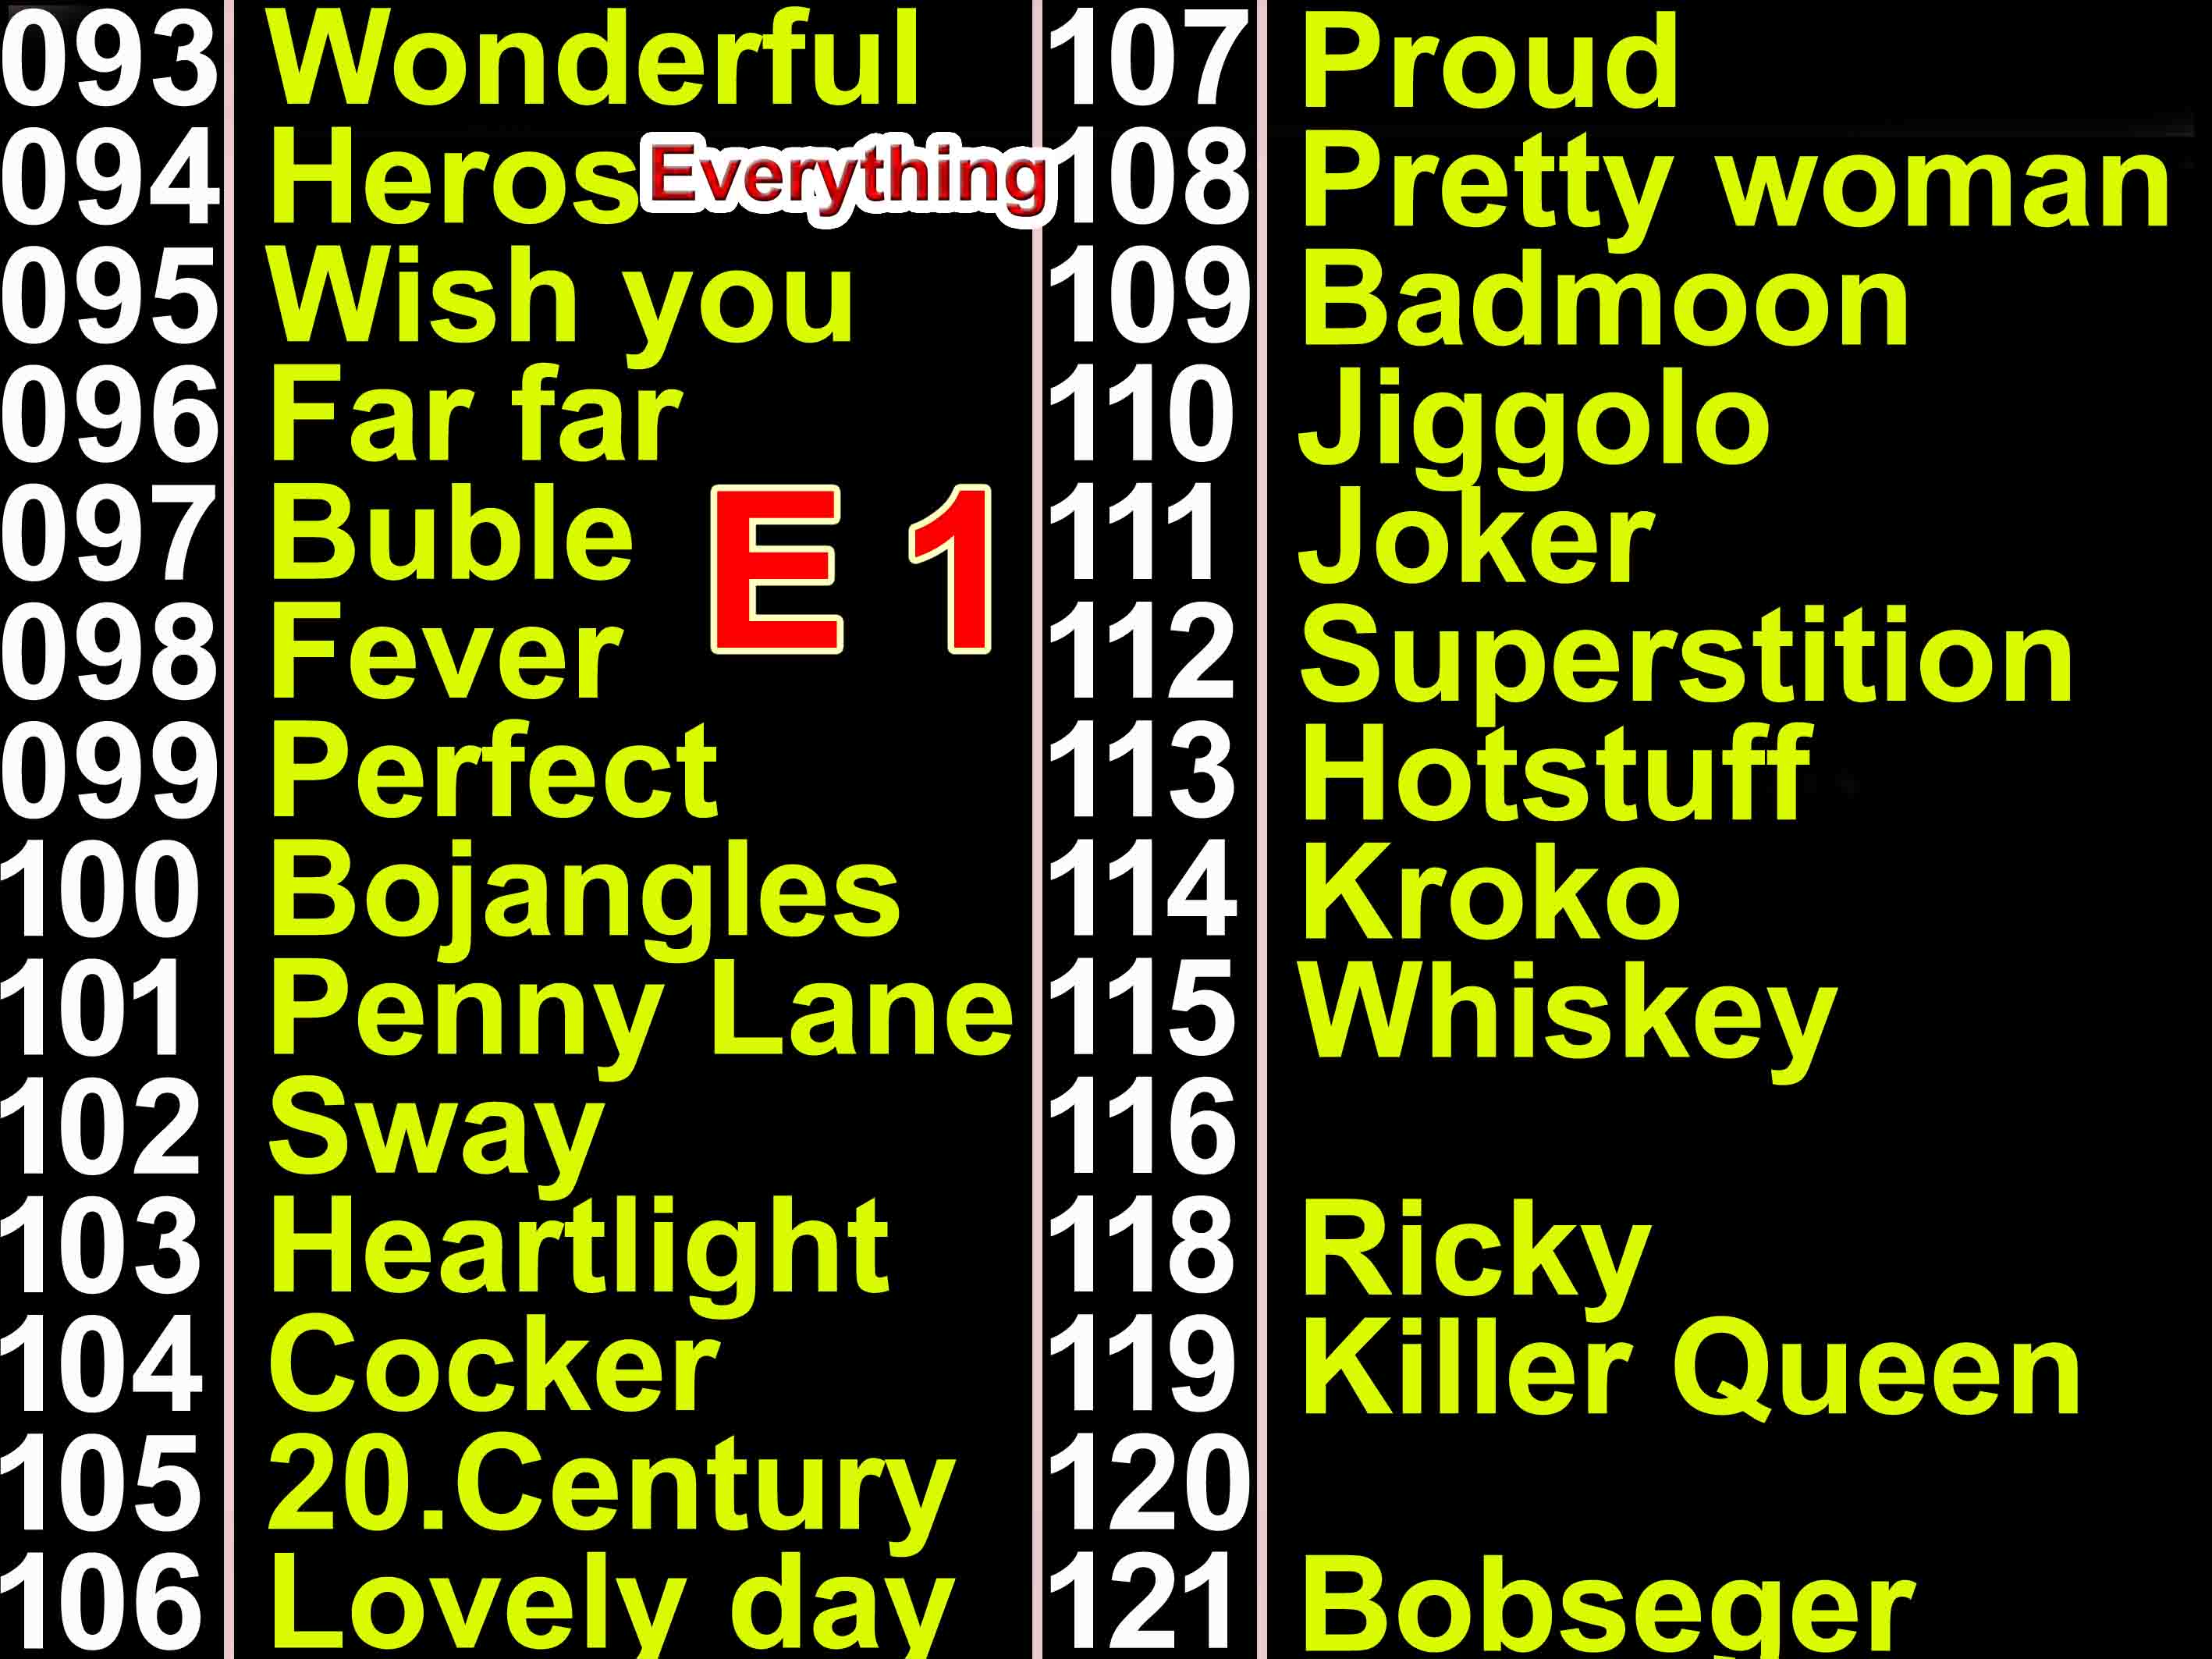 093 Wonderful
094 Heros Everything
095 Wish you
096 Far far
097 Buble
E 1
098 Fever
099 Perfect
100 Bojangles
101 Penny Lane
102 Sway
103 Heartlight
104 Cocker
105 20.Century
106 Lovely day
107 Proud
108 Pretty woman
109 Badmoon
110 Jiggolo
111 Joker
112 Superstition
113 Hotstuff
114 Kroko
115 Whiskey
116
118 Ricky
119 Killer Queen
120
121 Bobseger